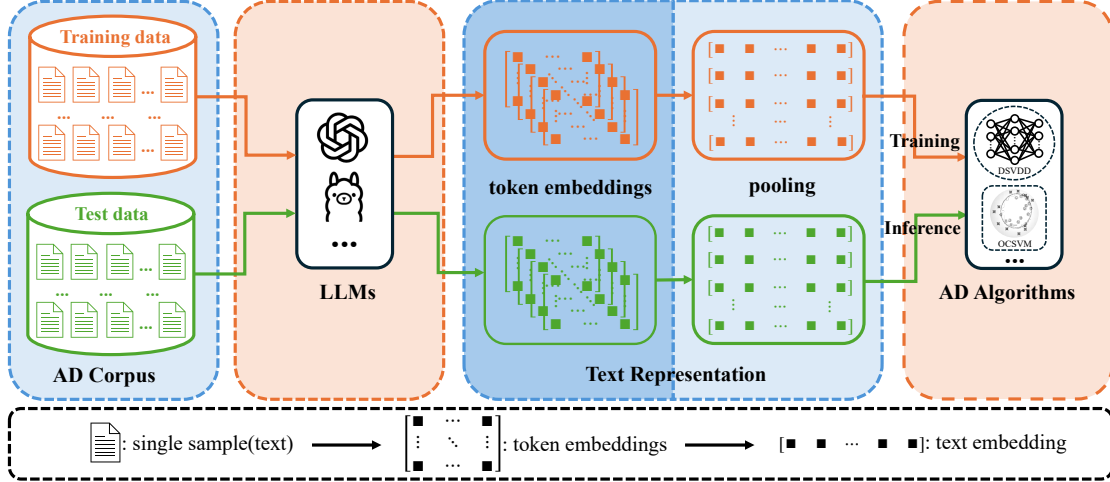 Training data
Test data
AD Corpus
LLMs
token embeddings
pooling
Text Representation
Training
DSVDD
Inference
OCSVM
AD Algorithms
: single sample(text)
: token embeddings
: text embedding